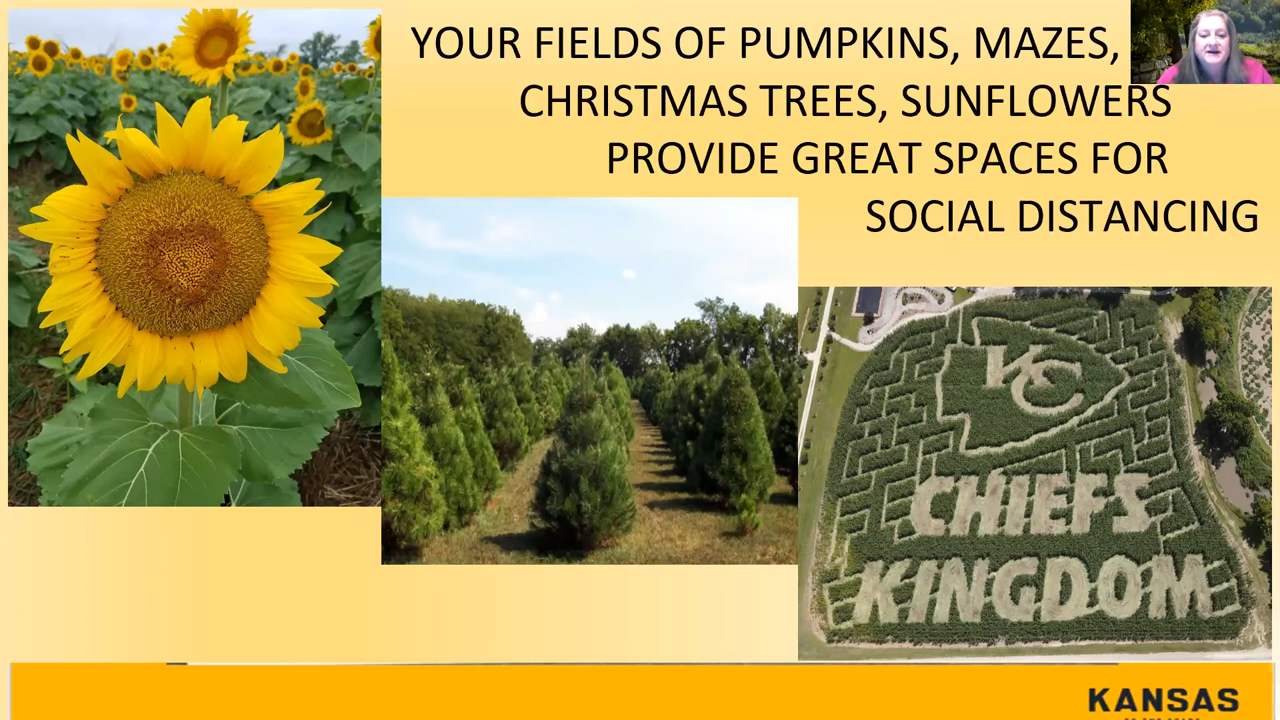 YOUR FIELDS OF PUMPKINS, MAZES,
CHRISTMAS TREES, SUNFLOWERS
PROVIDE GREAT SPACES FOR
SOCIAL DISTANCING
KC
CHIEFS
KINGDOM
KANSAS